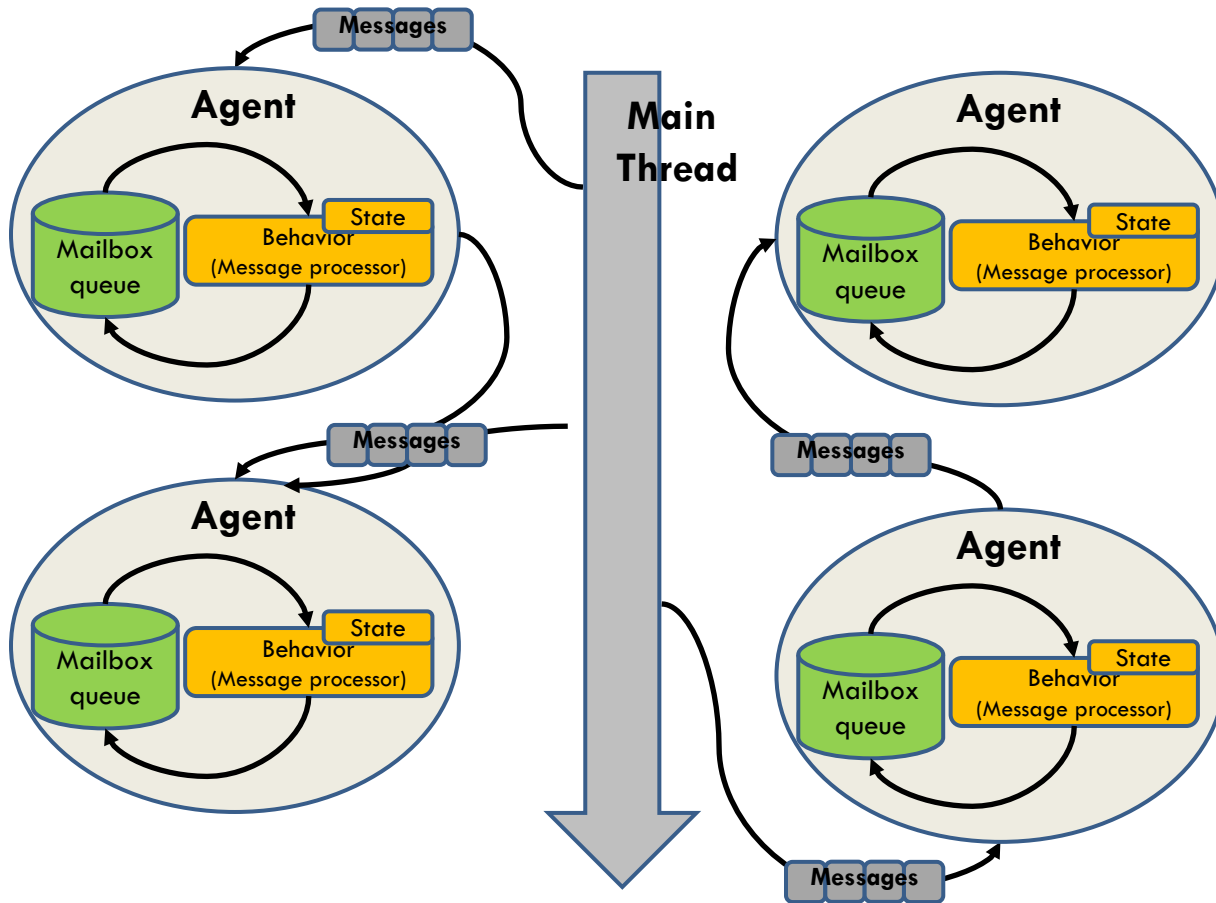 Messages
Agent
State
Behavior
(Message processor)
Mailbox
queue
Main
Thread
Agent
State
Behavior
(Message processor)
Mailbox
queue
Messages
Messages
Agent
State
Behavior
(Message processor)
Mailbox
queue
Agent
State
Behavior
(Message processor)
Mailbox
queue
Messages